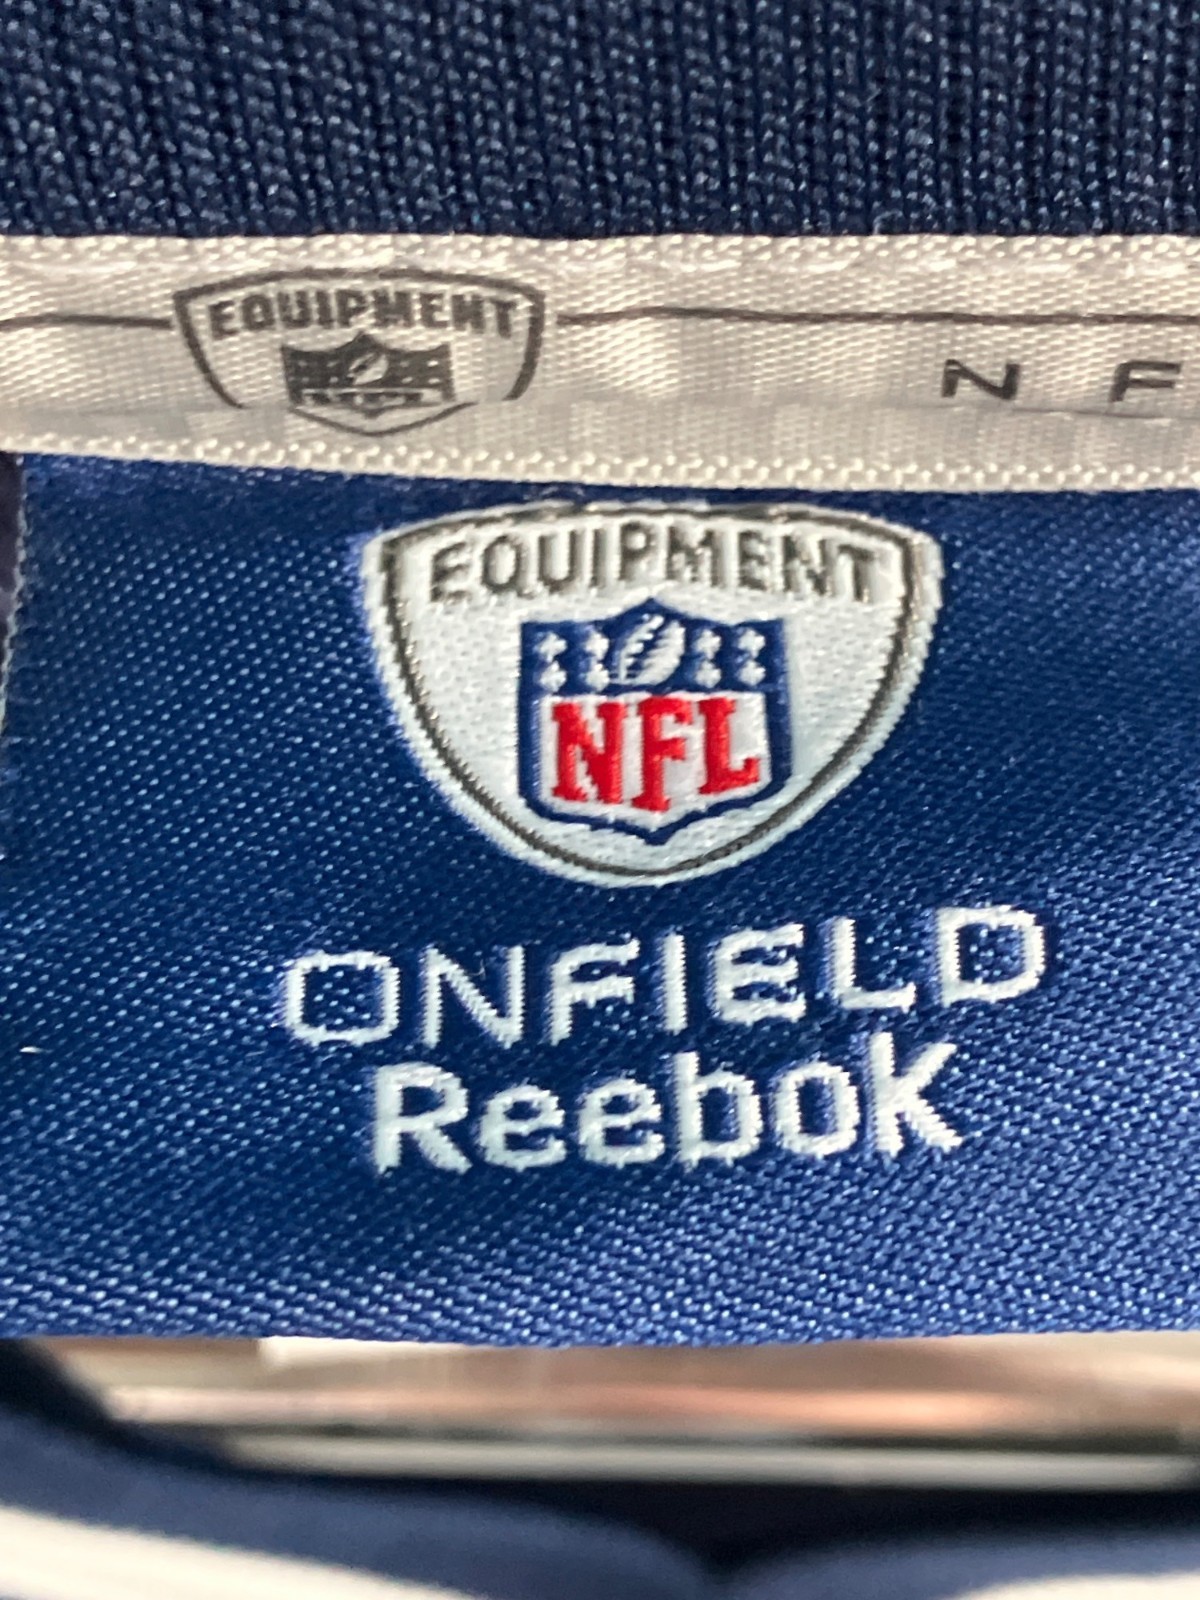 EQUIPMENT
N F
EQUIPMENT
NFL
ONFIELD
Reebok